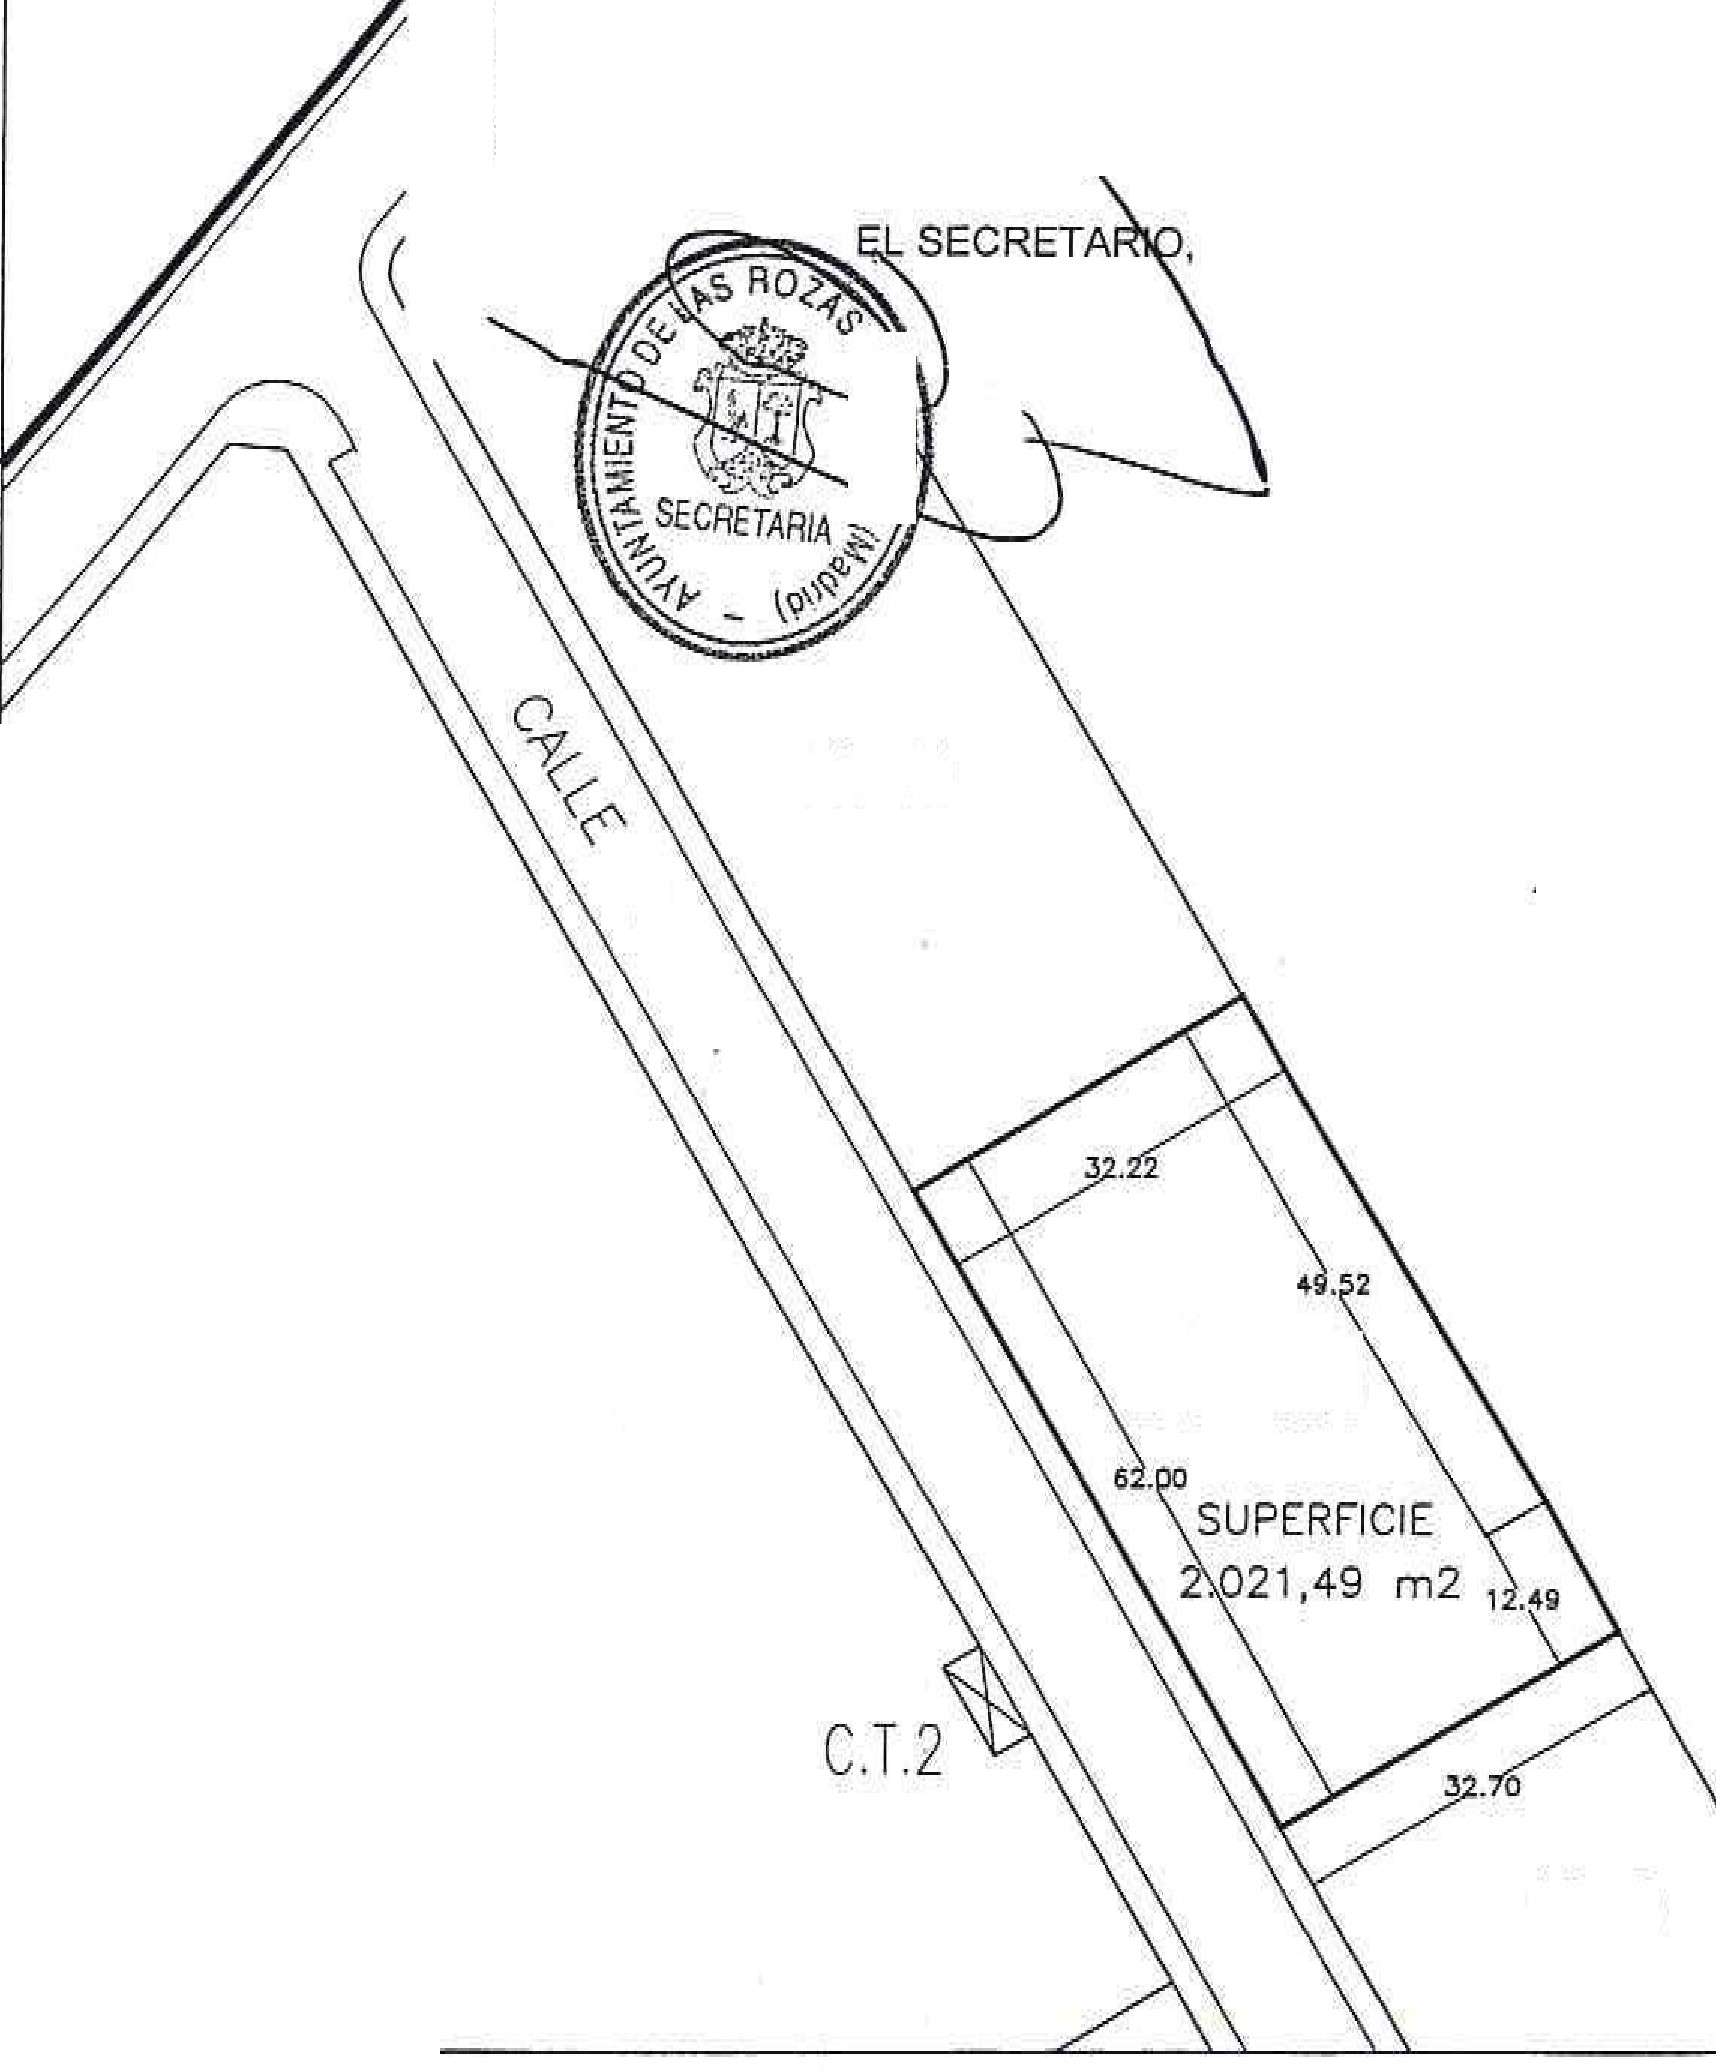 EL SECRETARIO,
AYUNTAMIENTO DE LAS ROZAS
SECRETARIA
(Madrid) -
CALLE
32.22
49.52
62.00
SUPERFICIE
2.021,49 m2
12.49
C.T.2
32.70